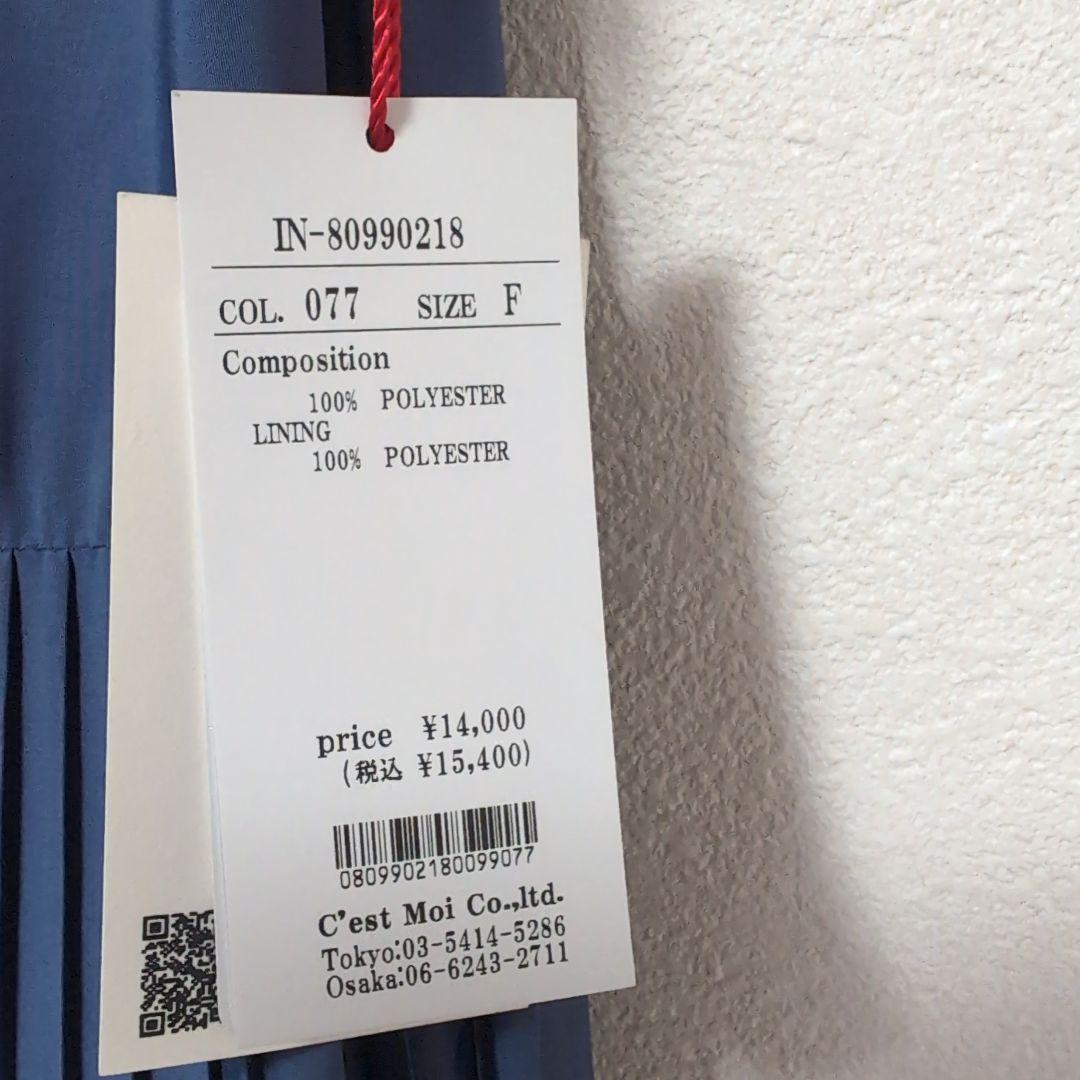 IN-80990218
COL. 077 SIZE F
Composition
100% POLYESTER
LINING
100% POLYESTER
price ¥14,000
(税込 ¥15,400)
0809902180099077
C'est Moi Co.,ltd.
Tokyo:03-5414-5286
Osaka:06-6243-2711